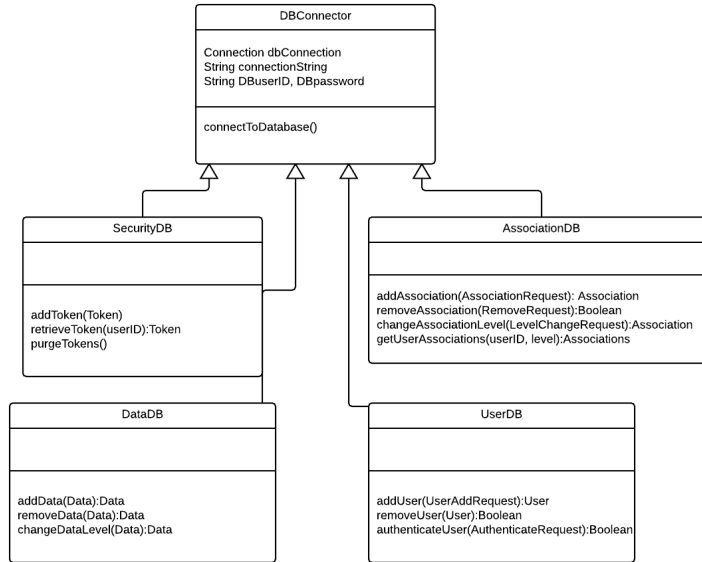 DBConnector
Connection dbConnection
String connectionString
String DBuserID, DBpassword
connectToDatabase()
SecurityDB
addToken(Token)
retrieveToken(userID):Token
purgeTokens()
AssociationDB
addAssociation(AssociationRequest): Association
removeAssociation(RemoveRequest):Boolean
changeAssociationLevel(LevelChangeRequest):Association
getUserAssociations(userID, level):Associations
DataDB
addData(Data):Data
removeData(Data):Data
changeDataLevel(Data):Data
UserDB
addUser(UserAddRequest):User
removeUser(User):Boolean
authenticateUser(AuthenticateRequest):Boolean